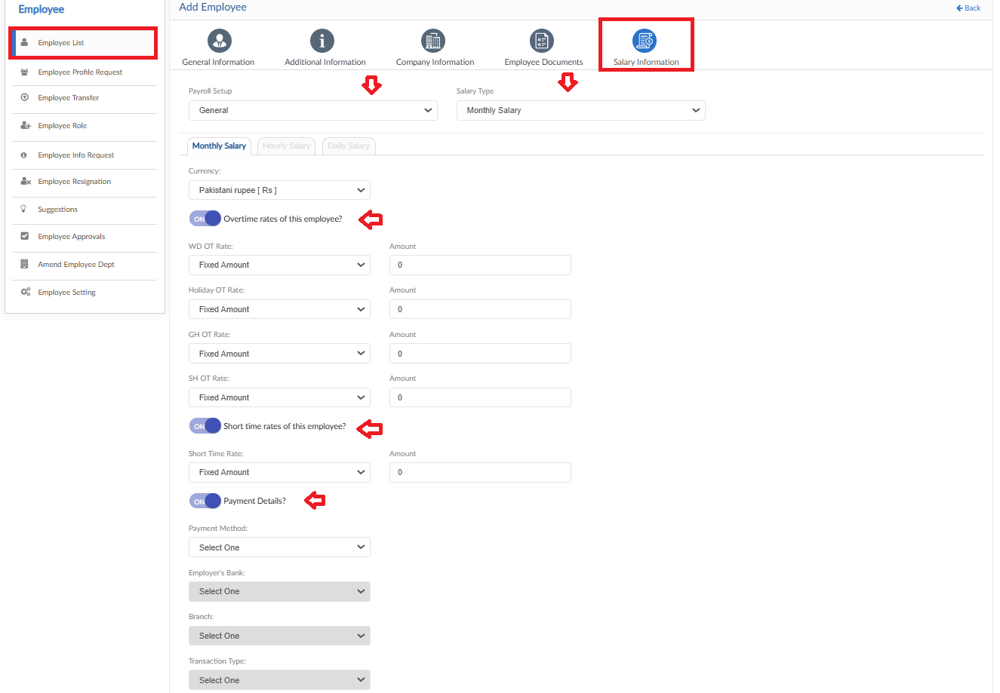 Employee
Employee List
Employee Profile Request
Employee Transfer
Employee Role
Employee Info Request
Employee Resignation
Suggestions
Employee Approvals
Amend Employee Dept
Employee Setting
Add Employee
Back
General Information
Additional Information
Company Information
Employee Documents
Salary Information
Payroll Setup
Salary Type
General
Monthly Salary
Monthly Salary
Hourly Salary
Daily Salary
Currency:
Pakistani rupee [ Rs ]
ON Overtime rates of this employee?
WD OT Rate:
Amount
Fixed Amount
0
Holiday OT Rate:
Amount
Fixed Amount
0
GH OT Rate:
Amount
Fixed Amount
0
SH OT Rate:
Amount
Fixed Amount
0
ON Short time rates of this employee?
Short Time Rate:
Amount
Fixed Amount
0
ON Payment Details?
Payment Method:
Select One
Employer's Bank:
Select One
Branch:
Select One
Transaction Type:
Select One